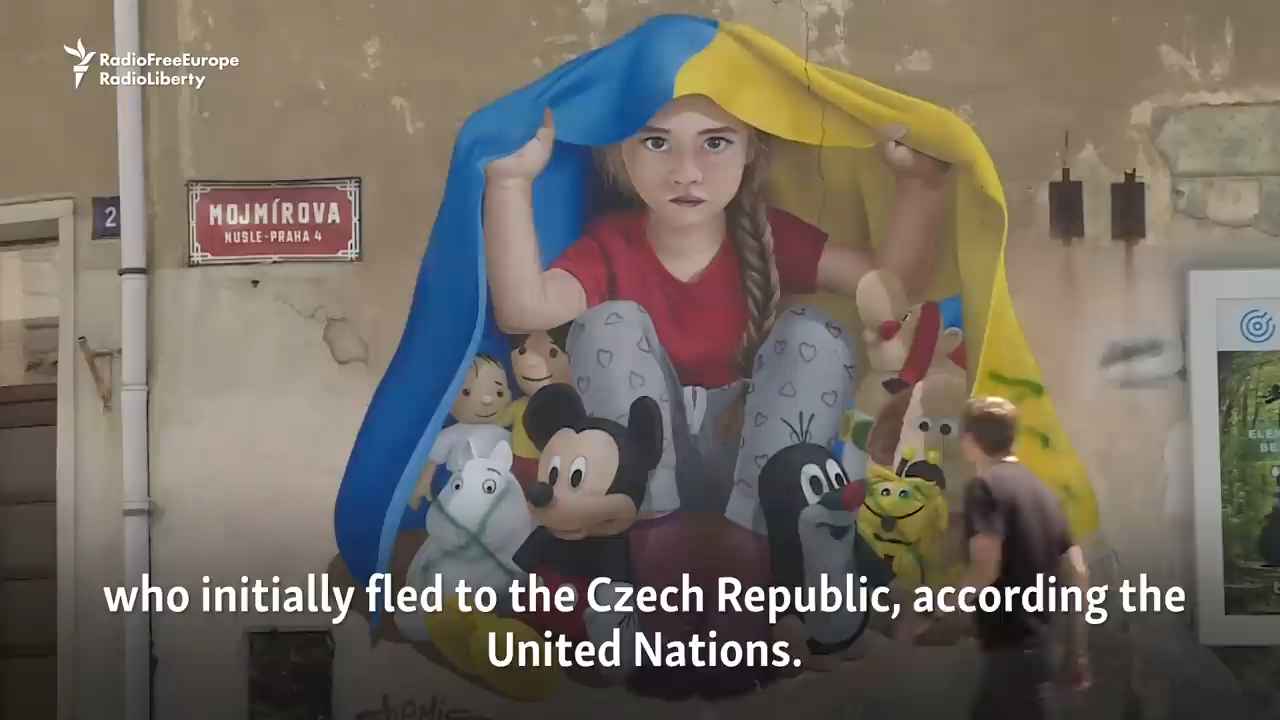 RadioFreeEurope
RadioLiberty
2
MOJMÍROVA
NUSLE-PRAHA 4
who initially fled to the Czech Republic, according the
United Nations.